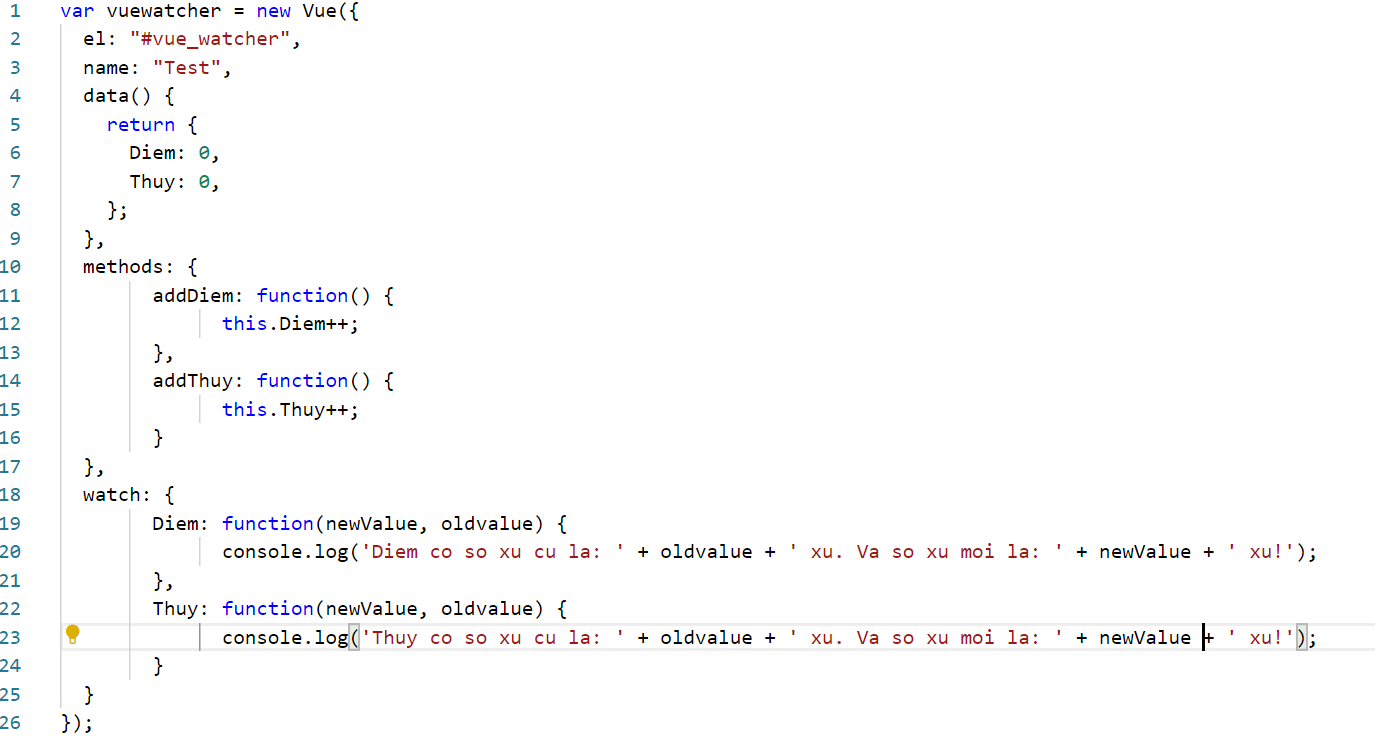 1 var vuewatcher = new Vue({
2 el: "#vue_watcher",
3 name: "Test",
4 data() {
5 return {
6 Diem: 0,
7 Thuy: 0,
8 };
9 },
10 methods: {
11 addDiem: function() {
12 this.Diem++;
13 },
14 addThuy: function() {
15 this.Thuy++;
16 }
17 },
18 watch: {
19 Diem: function(newValue, oldvalue) {
20 console.log('Diem co so xu cu la: ' + oldvalue + ' xu. Va so xu moi la: ' + newValue + ' xu!');
21 },
22 Thuy: function(newValue, oldvalue) {
23 console.log('Thuy co so xu cu la: ' + oldvalue + ' xu. Va so xu moi la: ' + newValue + ' xu!');
24 }
25 }
26 });